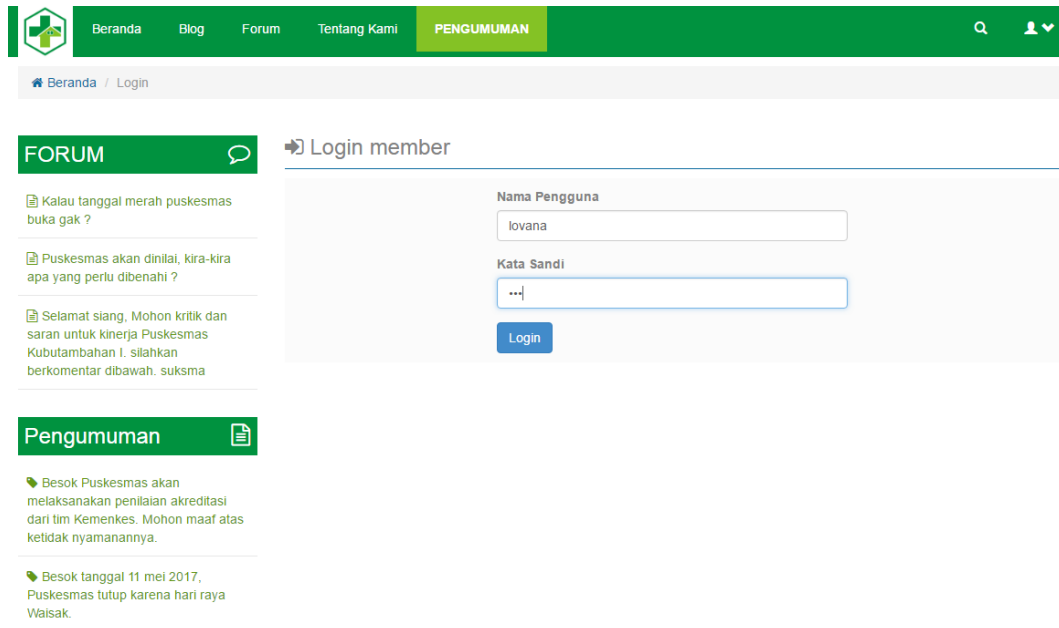 Beranda Blog Forum Tentang Kami PENGUMUMAN
Beranda / Login
FORUM
Kalau tanggal merah puskesmas
buka gak ?
Puskesmas akan dinilai, kira-kira
apa yang perlu dibenahi ?
Selamat siang, Mohon kritik dan
saran untuk kinerja Puskesmas
Kubutambahan I. silahkan
berkomentar dibawah. suksma
Pengumuman
Besok Puskesmas akan
melaksanakan penilaian akreditasi
dari tim Kemenkes. Mohon maaf atas
ketidak nyamanannya.
Besok tanggal 11 mei 2017,
Puskesmas tutup karena hari raya
Waisak.
Login member
Nama Pengguna
lovana
Kata Sandi
•••
Login